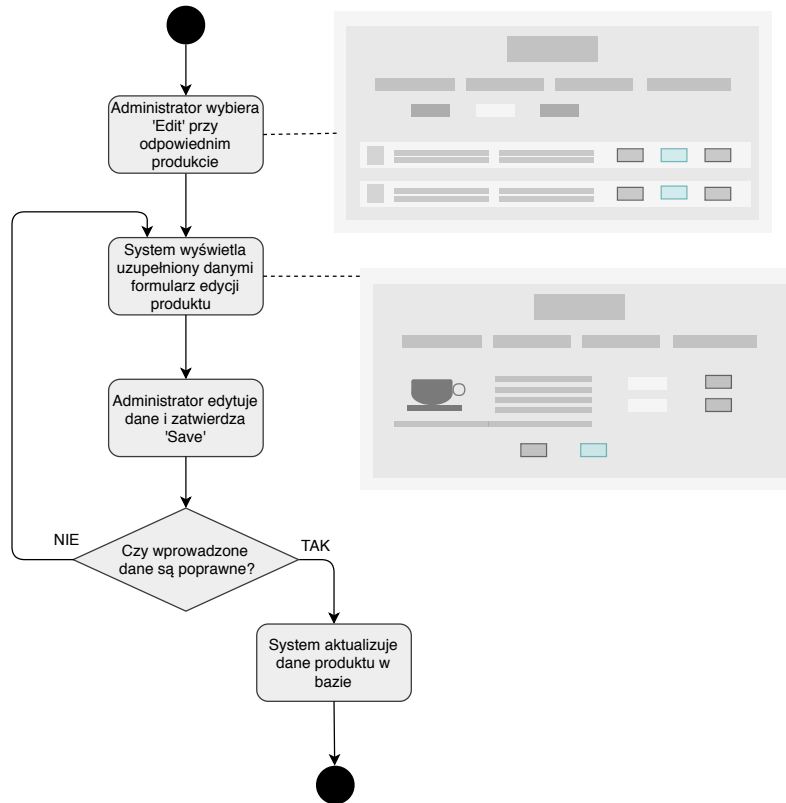 Administrator wybiera
'Edit' przy
odpowiednim
produkcie
System wyświetla
uzupełniony danymi
formularz edycji
produktu
Administrator edytuje
dane i zatwierdza
'Save'
NIE
Czy wprowadzone
dane są poprawne?
TAK
System aktualizuje
dane produktu w
bazie